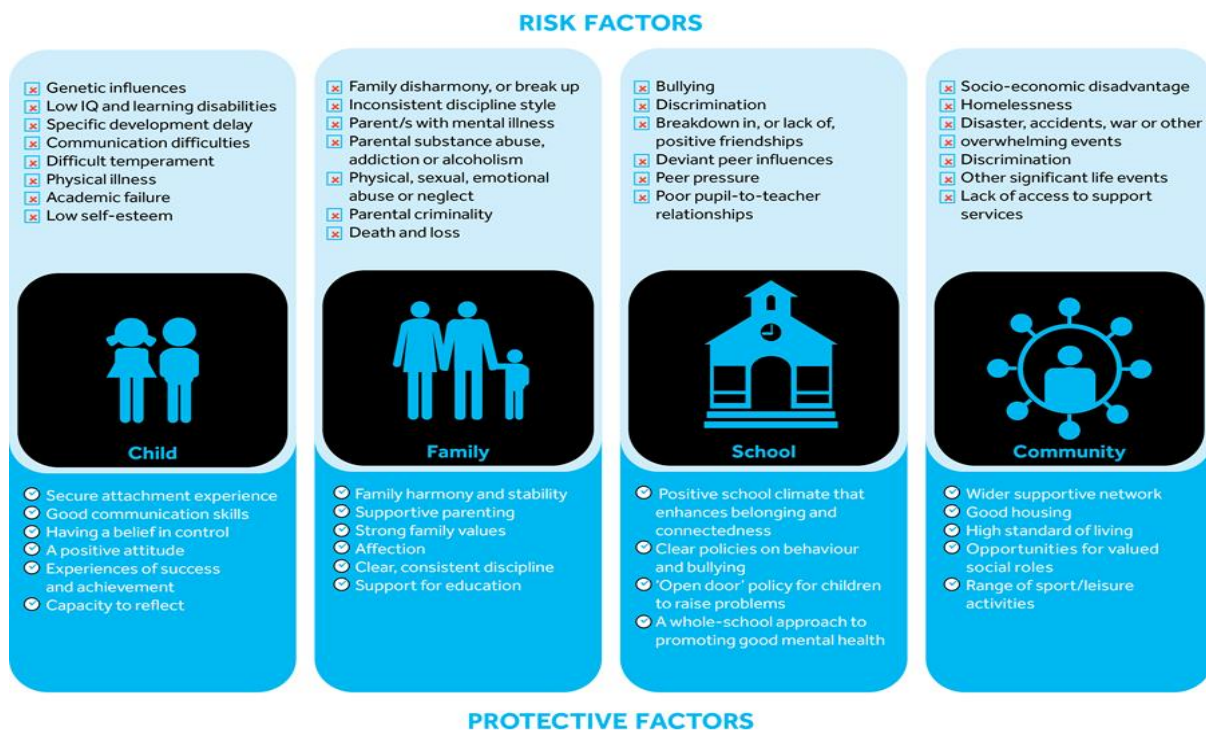 RISK FACTORS
Genetic influences
Low IQ and learning disabilities
Specific development delay
Communication difficulties
Difficult temperament
Physical illness
Academic failure
Low self-esteem
Child
Secure attachment experience
Good communication skills
Having a belief in control
A positive attitude
Experiences of success
and achievement
Capacity to reflect
Family disharmony, or break up
Inconsistent discipline style
Parent/s with mental illness
Parental substance abuse,
addiction or alcoholism
Physical, sexual, emotional
abuse or neglect
Parental criminality
Death and loss
Family
Family harmony and stability
Supportive parenting
Strong family values
Affection
Clear, consistent discipline
Support for education
Bullying
Discrimination
Breakdown in, or lack of,
positive friendships
Deviant peer influences
Peer pressure
Poor pupil-to-teacher
relationships
School
Positive school climate that
enhances belonging and
connectedness
Clear policies on behaviour
and bullying
'Open door' policy for children
to raise problems
A whole-school approach to
promoting good mental health
Socio-economic disadvantage
Homelessness
Disaster, accidents, war or other
overwhelming events
Discrimination
Other significant life events
Lack of access to support
services
Community
Wider supportive network
Good housing
High standard of living
Opportunities for valued
social roles
Range of sport/leisure
activities
PROTECTIVE FACTORS